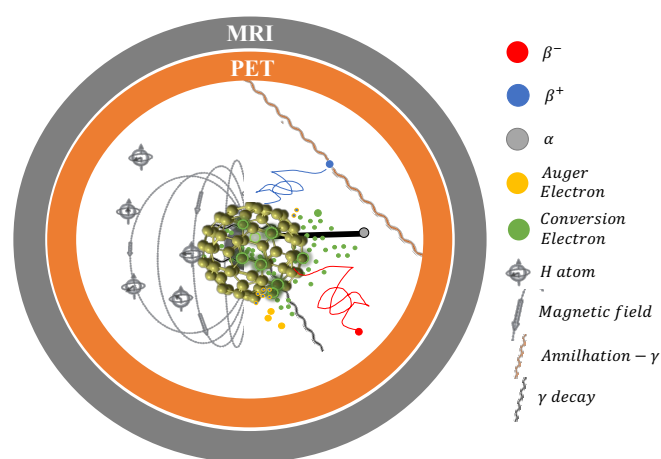 MRI
PET
β⁻
β⁺
α
Auger
Electron
Conversion
Electron
H atom
Magnetic field
Annilhation − γ
γ decay